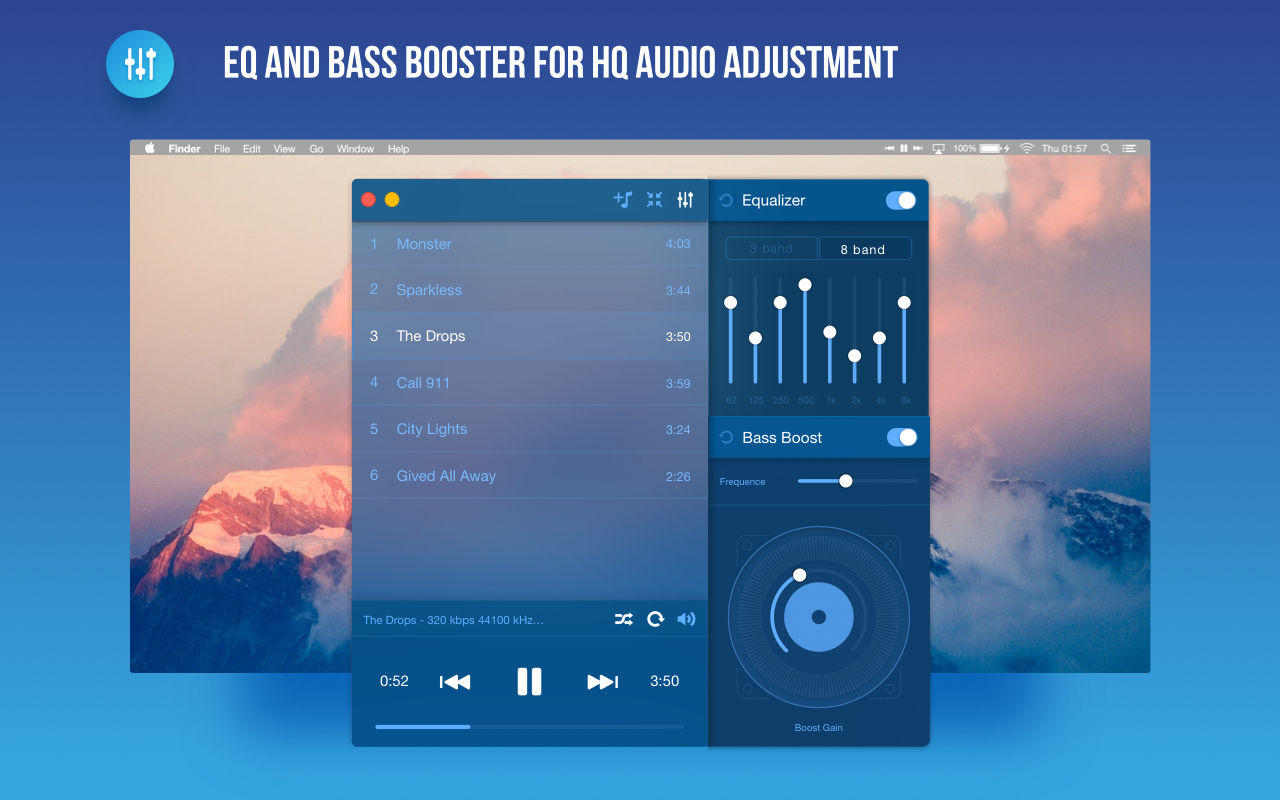 EQ AND BASS BOOSTER FOR HQ AUDIO ADJUSTMENT
Finder File Edit View Go Window Help 100% Thu 01:57
Equalizer
1 Monster 4:03
3 band 8 band
2 Sparkless 3:44
3 The Drops 3:50
4 Call 911 3:59
62 125 250 500 1k 2k 4k 8k
5 City Lights 3:24
Bass Boost
6 Gived All Away 2:26
Frequence
The Drops - 320 kbps 44100 kHz...
0:52 3:50
Boost Gain